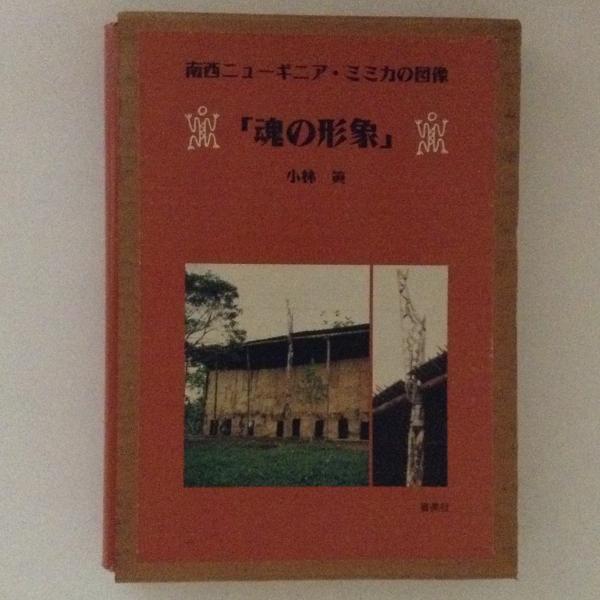 南西ニューギニア・ミミカの図像
「魂の形象」
小林 眞